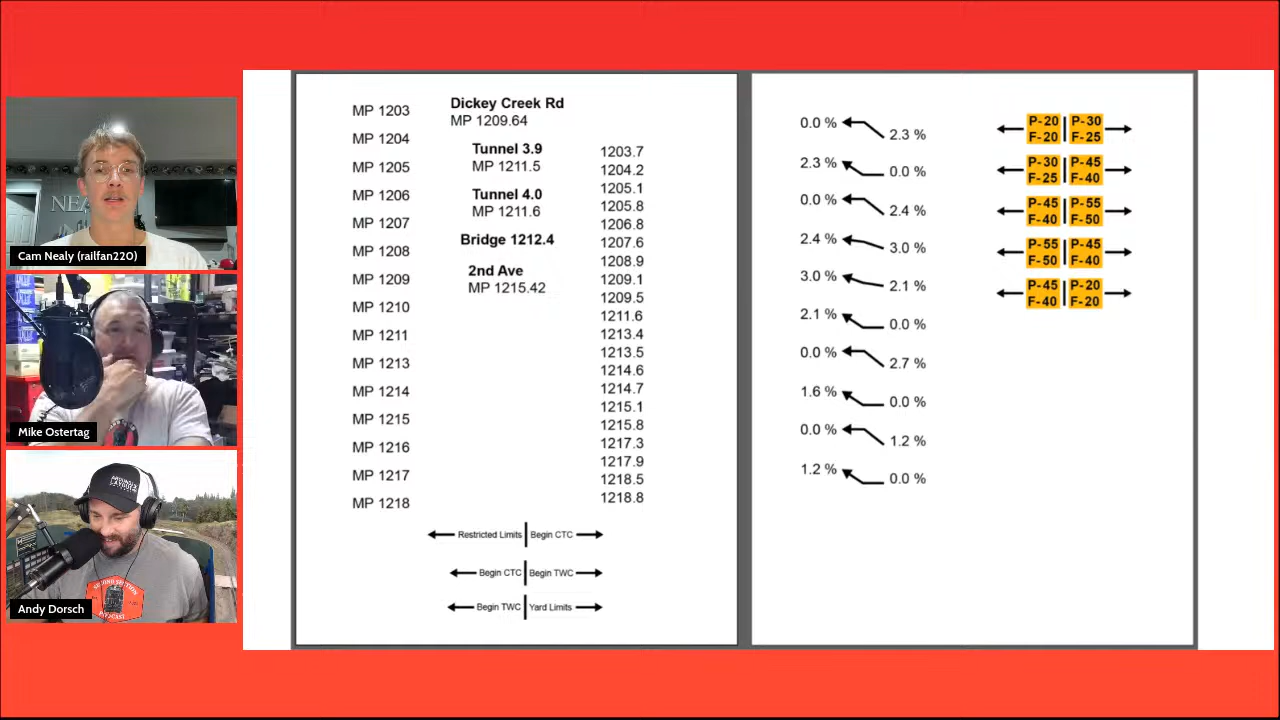 NEA
Cam Nealy (railfan220)
Mike Ostertag
SECOND SECTION
PODCAST
Andy Dorsch
MP 1203
MP 1204
MP 1205
MP 1206
MP 1207
MP 1208
MP 1209
MP 1210
MP 1211
MP 1213
MP 1214
MP 1215
MP 1216
MP 1217
MP 1218
Dickey Creek Rd
MP 1209.64
Tunnel 3.9
MP 1211.5
Tunnel 4.0
MP 1211.6
Bridge 1212.4
2nd Ave
MP 1215.42
1203.7
1204.2
1205.1
1205.8
1206.8
1207.6
1208.9
1209.1
1209.5
1211.6
1213.4
1213.5
1214.6
1214.7
1215.1
1215.8
1217.3
1217.9
1218.5
1218.8
Restricted Limits Begin CTC
Begin CTC Begin TWC
Begin TWC Yard Limits
0.0 % 2.3 %
2.3 % 0.0 %
0.0 % 2.4 %
2.4 % 3.0 %
3.0 % 2.1 %
2.1 % 0.0 %
0.0 % 2.7 %
1.6 % 0.0 %
0.0 % 1.2 %
1.2 % 0.0 %
P-20 P-30
F-20 F-25
P-30 P-45
F-25 F-40
P-45 P-55
F-40 F-50
P-55 P-45
F-50 F-40
P-45 P-20
F-40 F-20